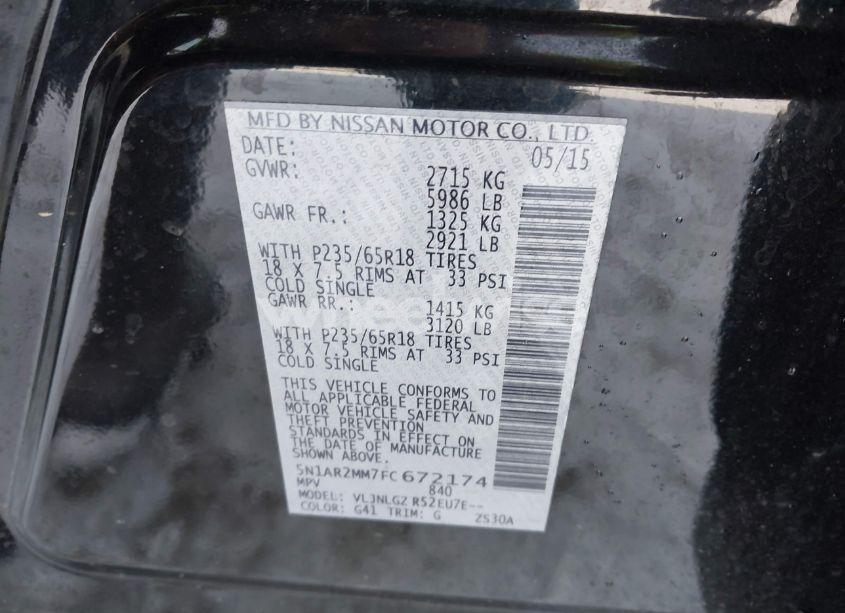 MFD BY NISSAN MOTOR CO., LTD.
DATE: 05/15
GVWR: 2715 KG
5986 LB
GAWR FR.: 1325 KG
2921 LB
WITH P235/65R18 TIRES
18 X 7.5 RIMS AT 33 PSI
COLD SINGLE
GAWR RR.: 1415 KG
3120 LB
WITH P235/65R18 TIRES
18 X 7.5 RIMS AT 33 PSI
COLD SINGLE
THIS VEHICLE CONFORMS TO
ALL APPLICABLE FEDERAL
MOTOR VEHICLE SAFETY AND
THEFT PREVENTION
STANDARDS IN EFFECT ON
THE DATE OF MANUFACTURE
SHOWN ABOVE.
5N1AR2MM7FC672174
MPV 840
MODEL: VLJNLGZ R52EU7E--
COLOR: G41 TRIM: G ZS30A